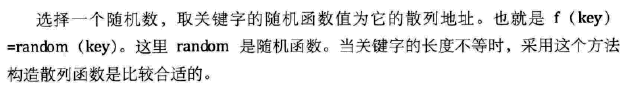 选择一个随机数，取关键字的随机函数值为它的散列地址。也就是 f（key）
=random（key）。这里 random 是随机函数。当关键字的长度不等时，采用这个方法
构造散列函数是比较合适的。